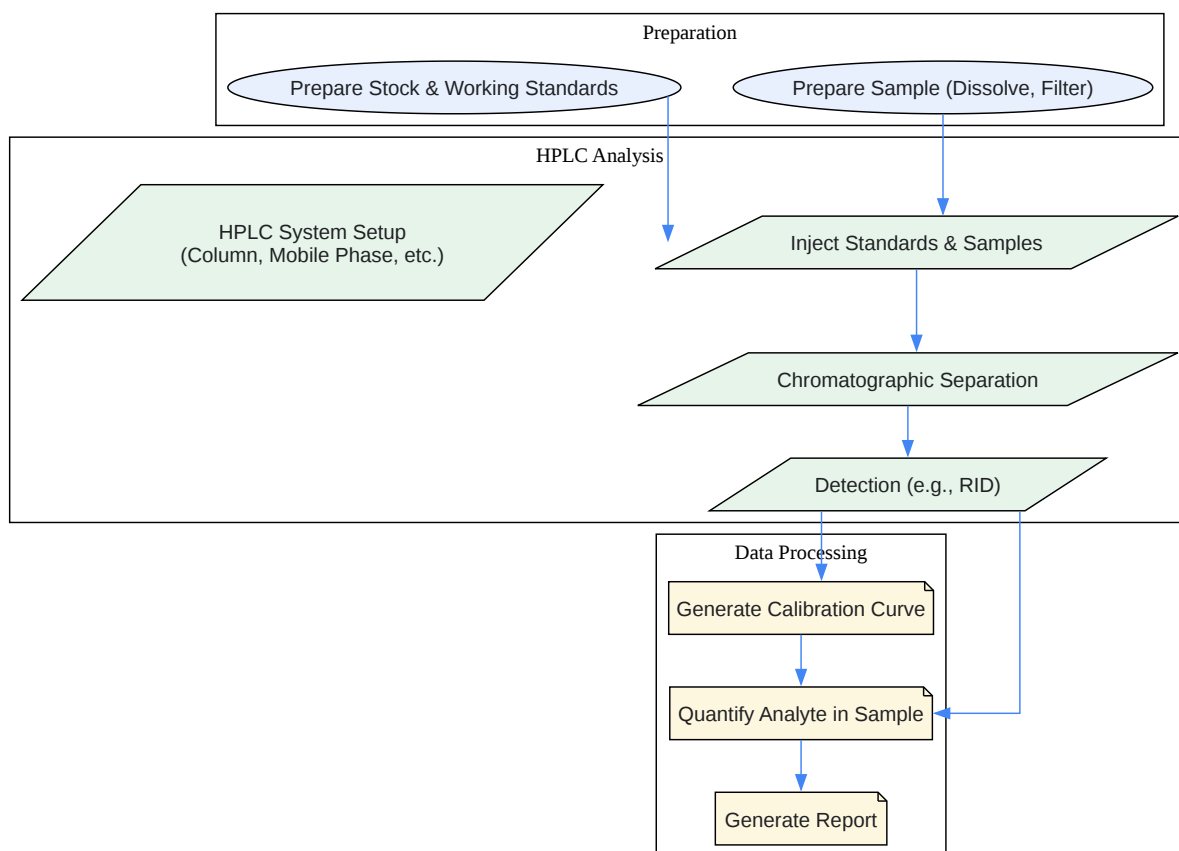 Preparation
Prepare Stock & Working Standards
Prepare Sample (Dissolve, Filter)
HPLC Analysis
HPLC System Setup
(Column, Mobile Phase, etc.)
Inject Standards & Samples
Chromatographic Separation
Detection (e.g., RID)
Data Processing
Generate Calibration Curve
Quantify Analyte in Sample
Generate Report